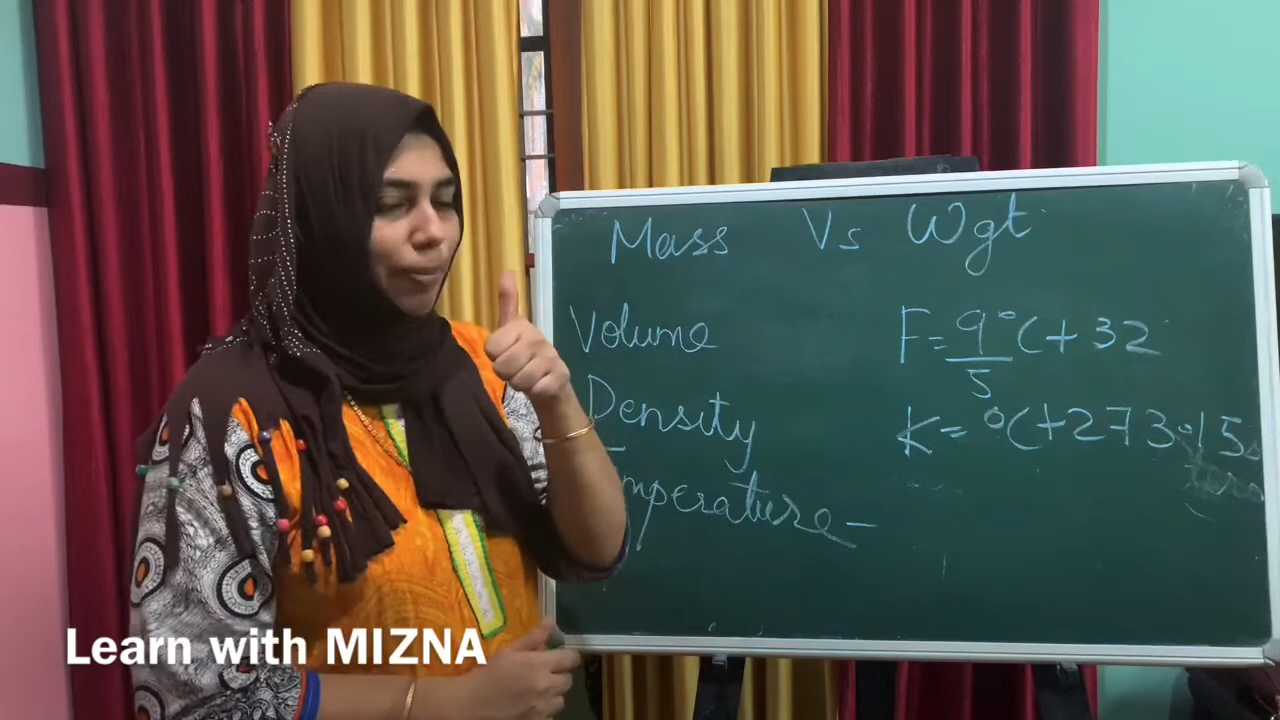 Mass Vs Wgt
Volume
F = 9/5 °C + 32
Density
K = °C + 273.15
mperature -
Learn with MIZNA